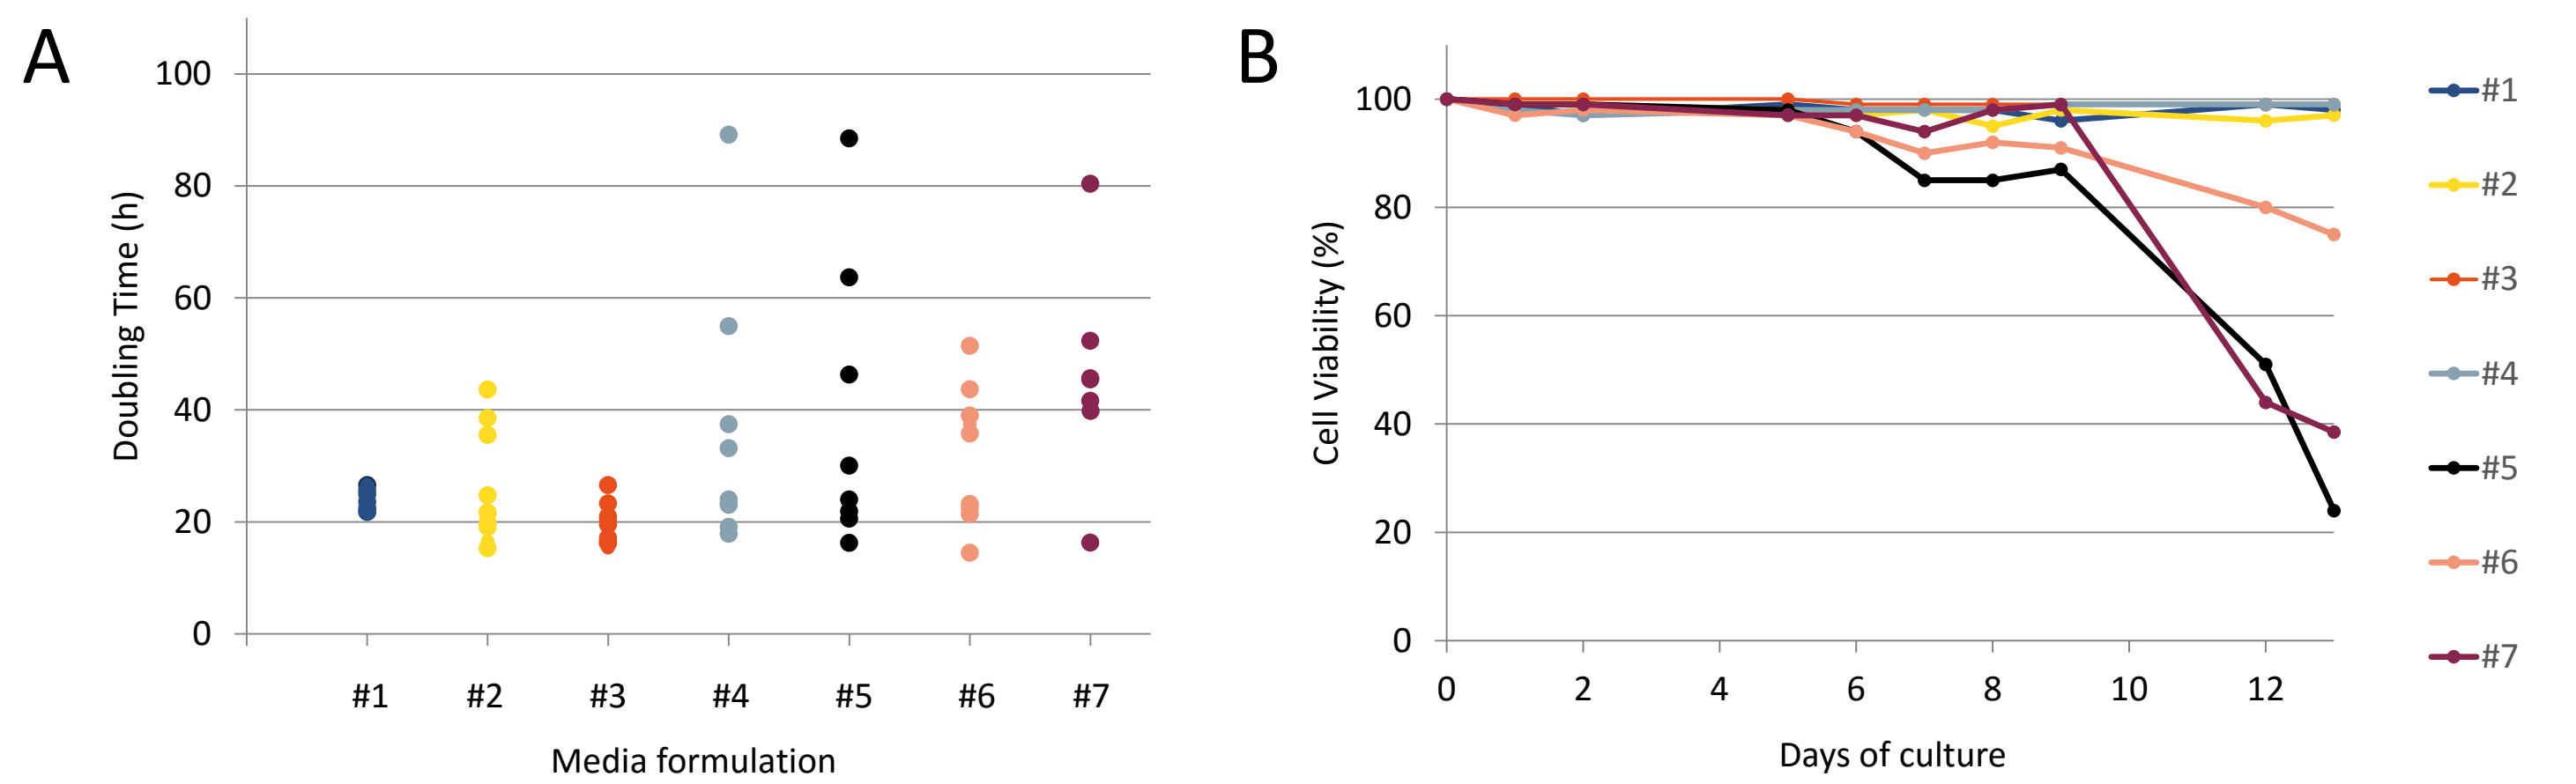 A
Doubling Time (h)
100
80
60
40
20
0
#1 #2 #3 #4 #5 #6 #7
Media formulation
B
Cell Viability (%)
100
80
60
40
20
0
0 2 4 6 8 10 12
Days of culture
#1
#2
#3
#4
#5
#6
#7